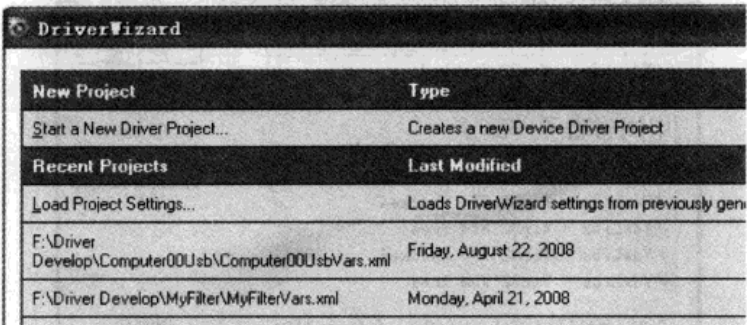 DriverWizard
New Project Type
Start a New Driver Project... Creates a new Device Driver Project
Recent Projects Last Modified
Load Project Settings... Loads DriverWizard settings from previously gen
F:\Driver
Develop\Computer00Usb\Computer00UsbVars.xml Friday, August 22, 2008
F:\Driver Develop\MyFilter\MyFilterVars.xml Monday, April 21, 2008